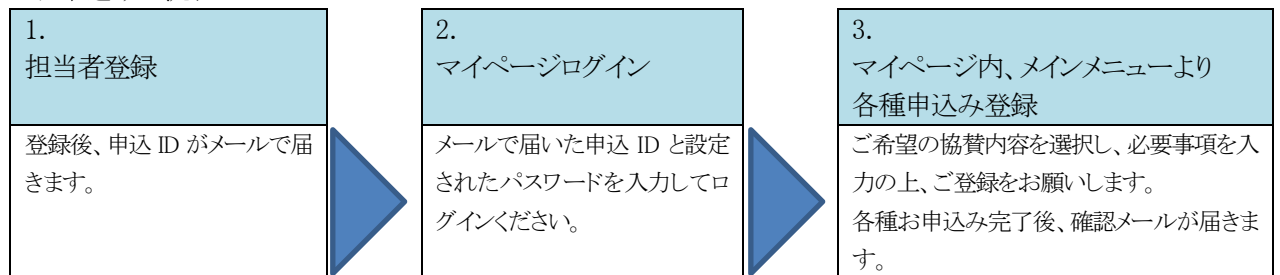 1.
担当者登録
登録後、申込 ID がメールで届
きます。
2.
マイページログイン
メールで届いた申込 ID と設定
されたパスワードを入力してロ
グインください。
3.
マイページ内、メインメニューより
各種申込み登録
ご希望の協賛内容を選択し、必要事項を入
力の上、ご登録をお願いします。
各種お申込み完了後、確認メールが届きま
す。